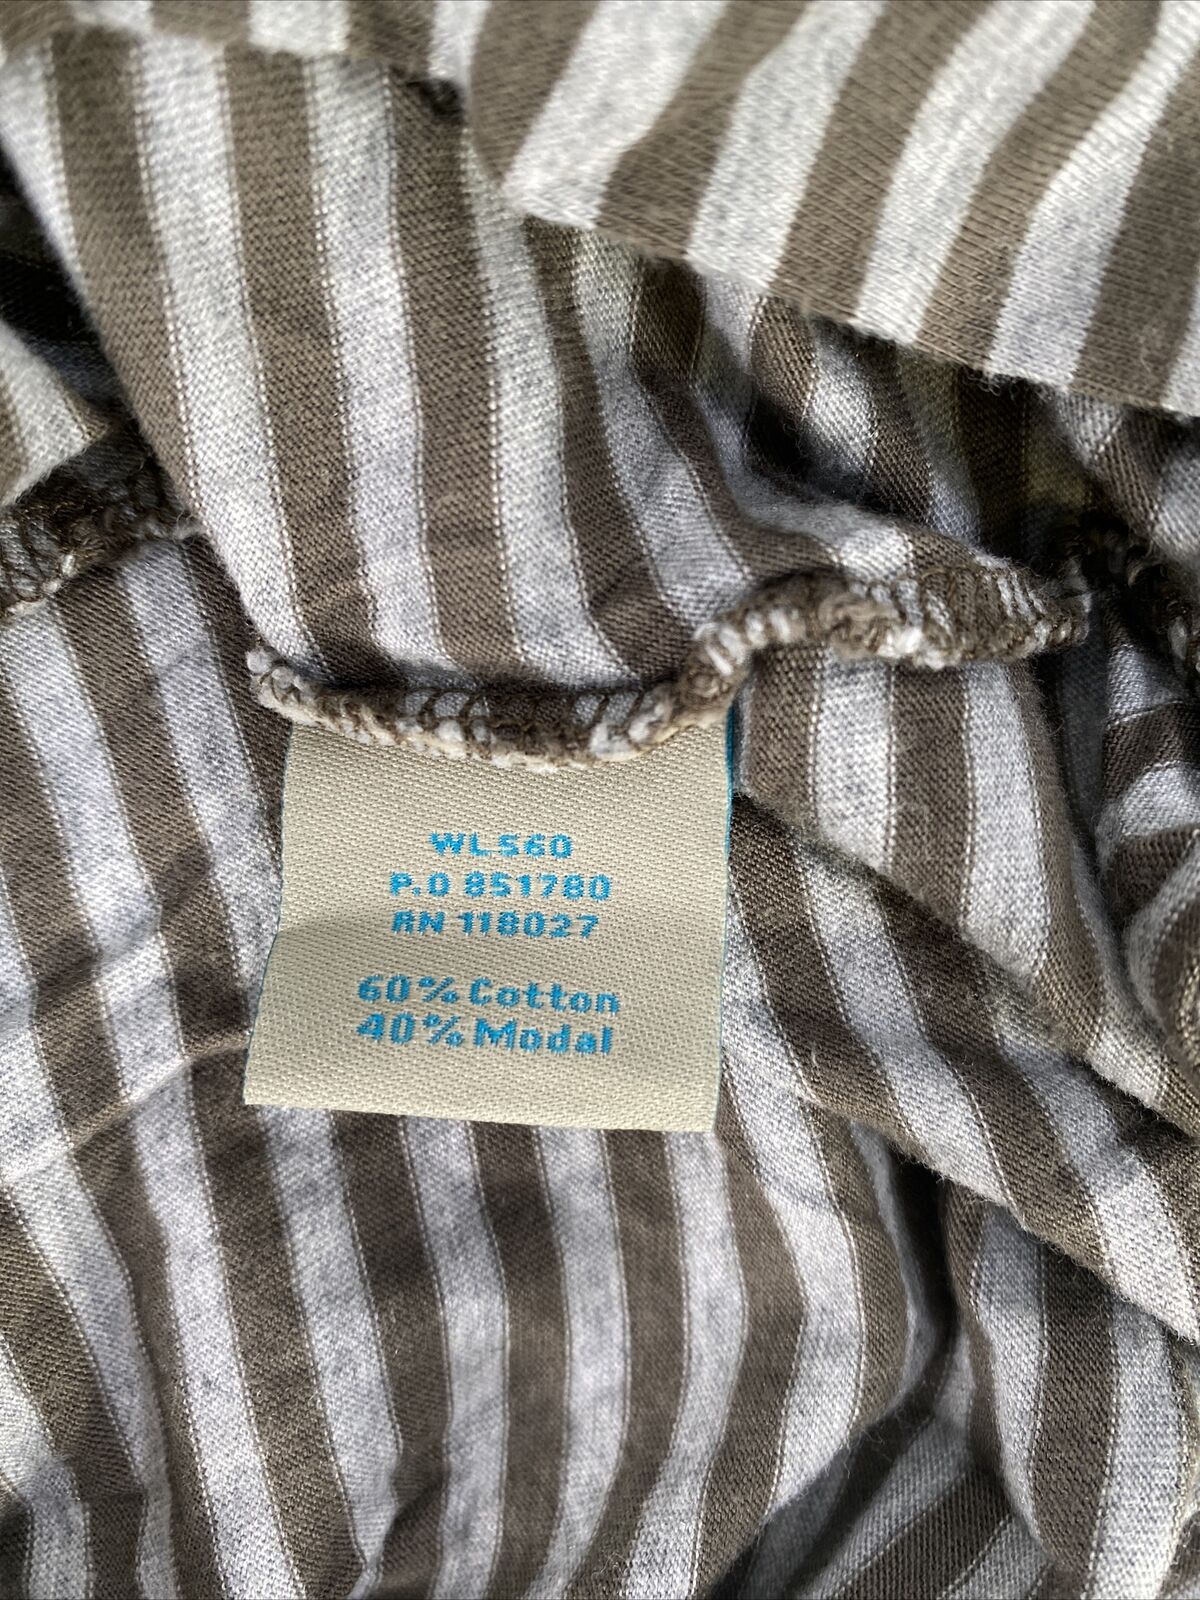 WL560
P.O 851780
RN 118027
60% Cotton
40% Modal